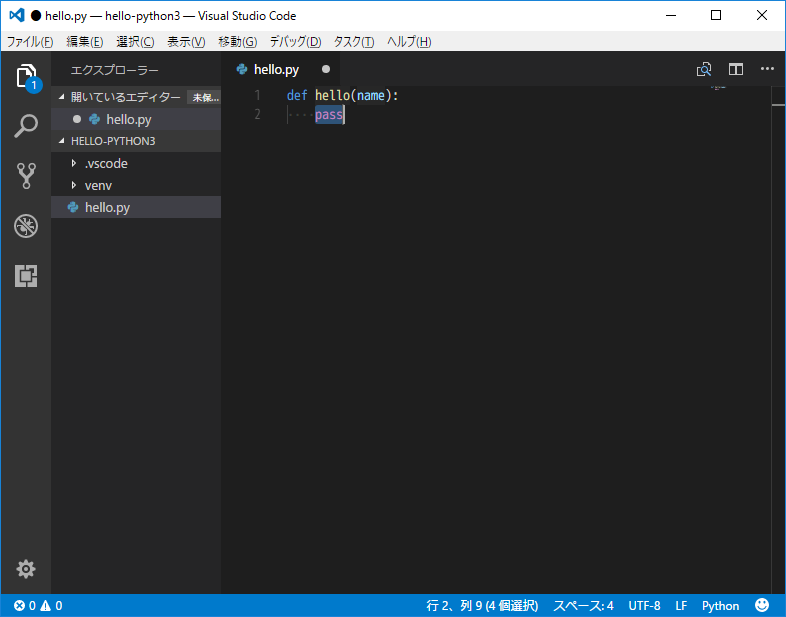 ● hello.py — hello-python3 — Visual Studio Code
ファイル(F) 編集(E) 選択(C) 表示(V) 移動(G) デバッグ(D) タスク(T) ヘルプ(H)
エクスプローラー
hello.py ●
1
開いているエディター 未保...
● hello.py
HELLO-PYTHON3
.vscode
venv
hello.py
1 def hello(name):
2 ····pass
0 0 行 2、列 9 (4 個選択) スペース: 4 UTF-8 LF Python